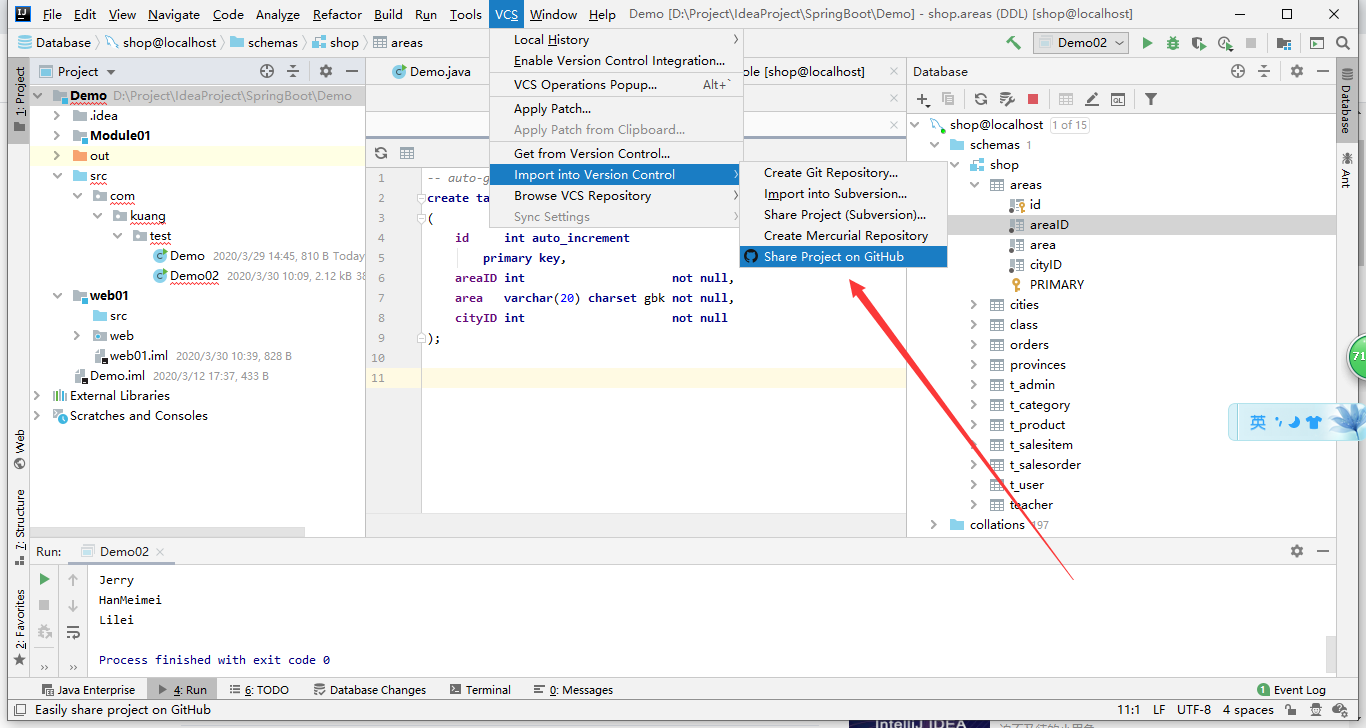 File Edit View Navigate Code Analyze Refactor Build Run Tools VCS Window Help Demo [D:\Project\IdeaProject\SpringBoot\Demo] - shop.areas (DDL) [shop@localhost]
Database shop@localhost schemas shop areas
Demo02
Local History
Enable Version Control Integration...
VCS Operations Popup... Alt+`
Apply Patch...
Apply Patch from Clipboard...
Get from Version Control...
Import into Version Control
Browse VCS Repository
Sync Settings
Create Git Repository...
Import into Subversion...
Share Project (Subversion)...
Create Mercurial Repository
Share Project on GitHub
1: Project
Web
7: Structure
2: Favorites
Project
Demo D:\Project\IdeaProject\SpringBoot\Demo
.idea
Module01
out
src
com
kuang
test
Demo 2020/3/29 14:45, 810 B Today
Demo02 2020/3/30 10:09, 2.12 kB 38
web01
src
web
web01.iml 2020/3/30 10:39, 828 B
Demo.iml 2020/3/12 17:37, 433 B
External Libraries
Scratches and Consoles
Demo.java
ole [shop@localhost]
1 -- auto-g
2 create ta
3 (
4 id int auto_increment
5 primary key,
6 areaID int not null,
7 area varchar(20) charset gbk not null,
8 cityID int not null
9 );
10
11
Database
shop@localhost 1 of 15
schemas 1
shop
areas
id
areaID
area
cityID
PRIMARY
cities
class
orders
provinces
t_admin
t_category
t_product
t_salesitem
t_salesorder
t_user
teacher
collations 197
Database
Ant
71
英
Run: Demo02
Jerry
HanMeimei
Lilei
Process finished with exit code 0
Java Enterprise 4: Run 6: TODO Database Changes Terminal 0: Messages 1 Event Log
Easily share project on GitHub 11:1 LF UTF-8 4 spaces
IntelliJ IDEA